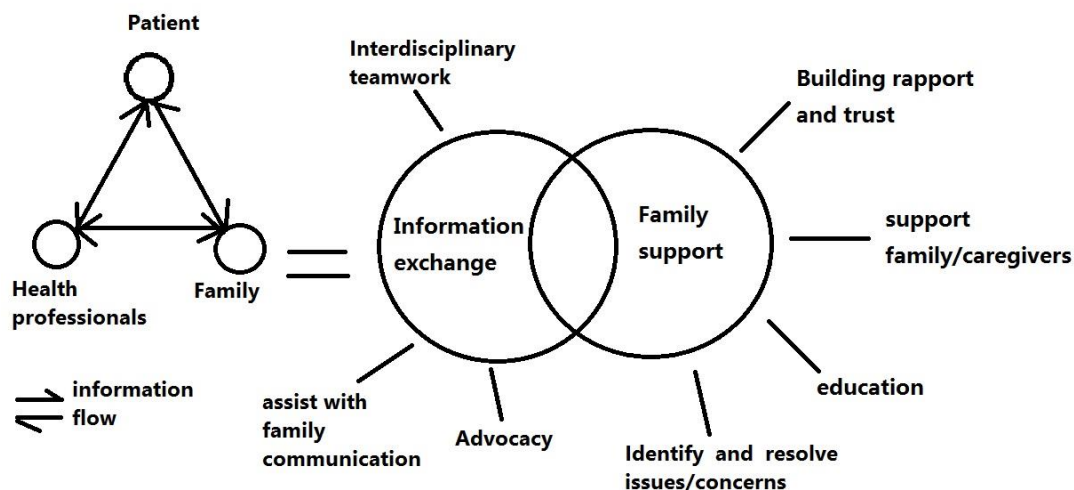 Patient
Health
professionals
Family
information
flow
Interdisciplinary
teamwork
Information
exchange
assist with
family
communication
Advocacy
Family
support
Building rapport
and trust
support
family/caregivers
education
Identify and resolve
issues/concerns